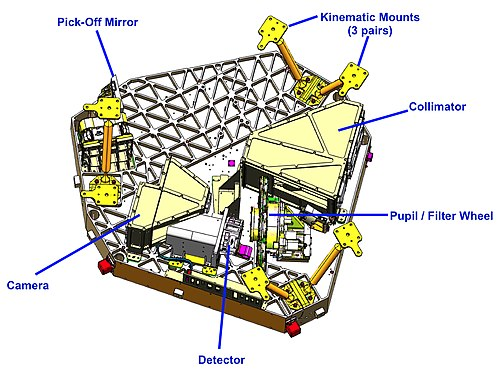 Pick-Off Mirror
Kinematic Mounts
(3 pairs)
Collimator
Pupil / Filter Wheel
Camera
Detector